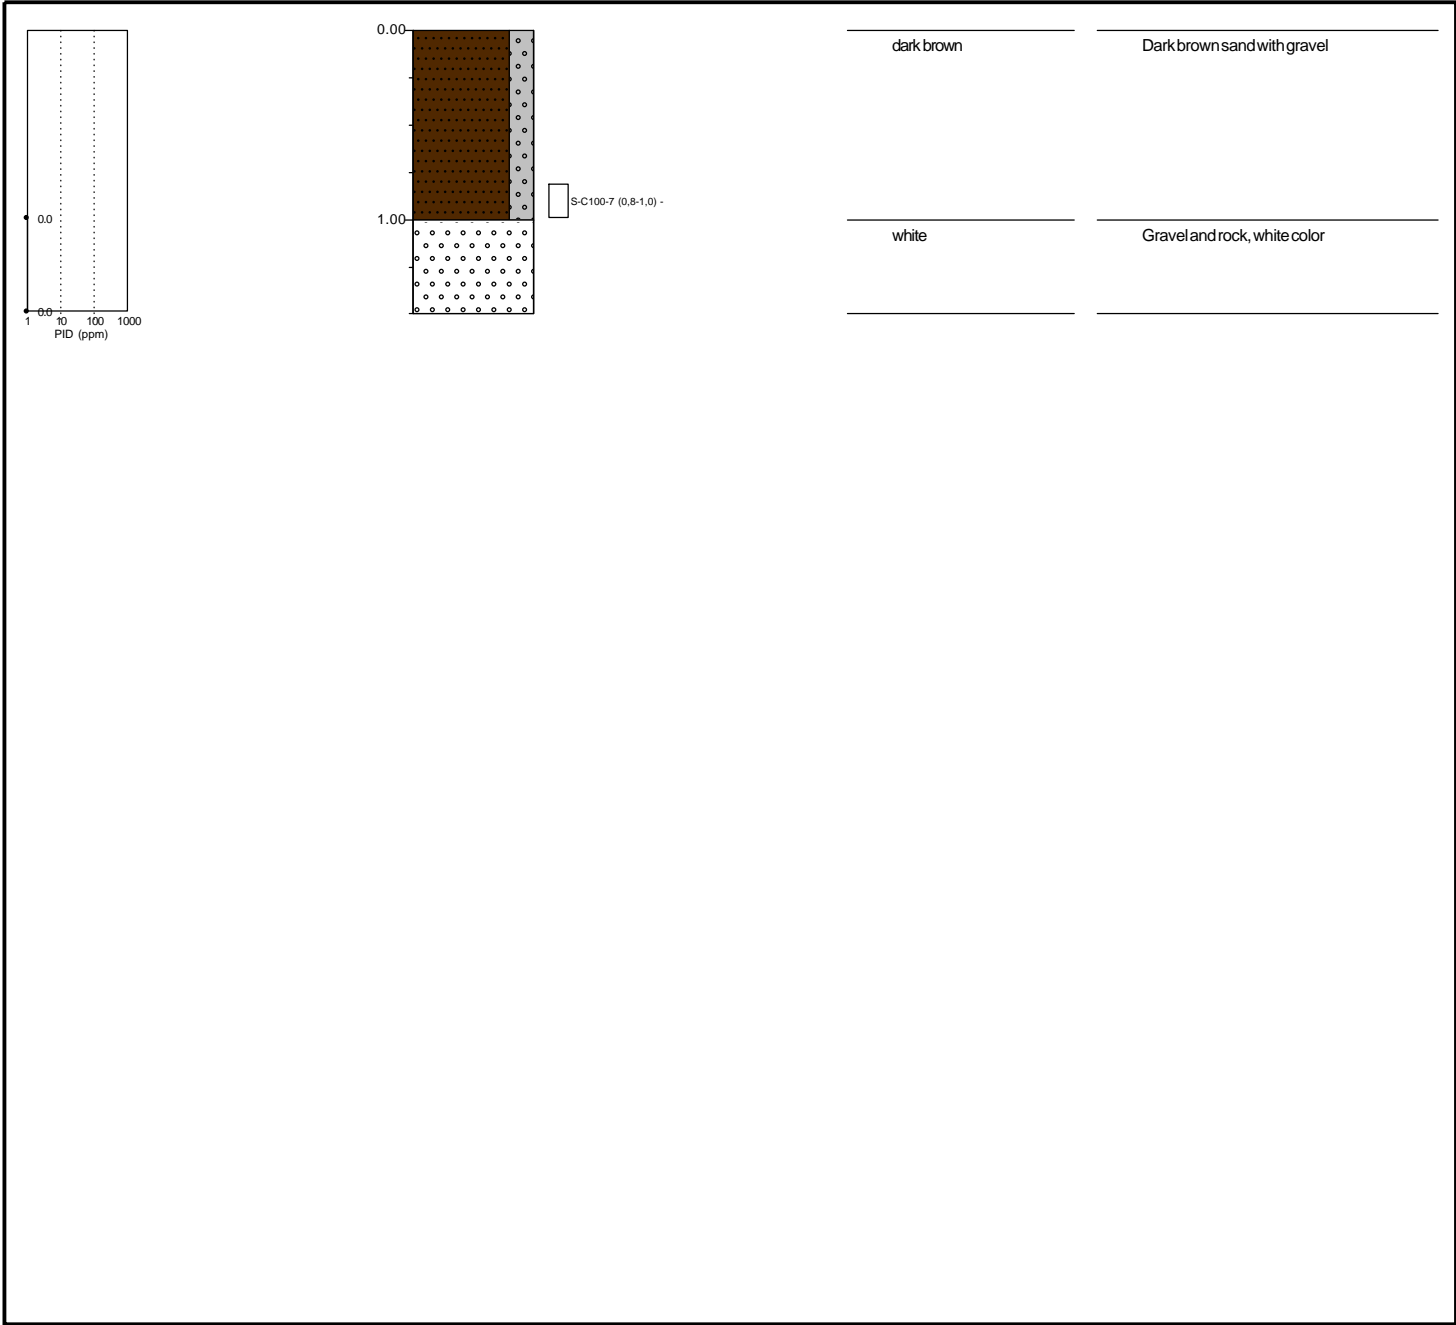 0.00
dark brown
Dark brown sand with gravel
S-C100-7 (0,8-1,0) -
0.0
1.00
white
Gravel and rock, white color
0.0
1 10 100 1000
PID (ppm)